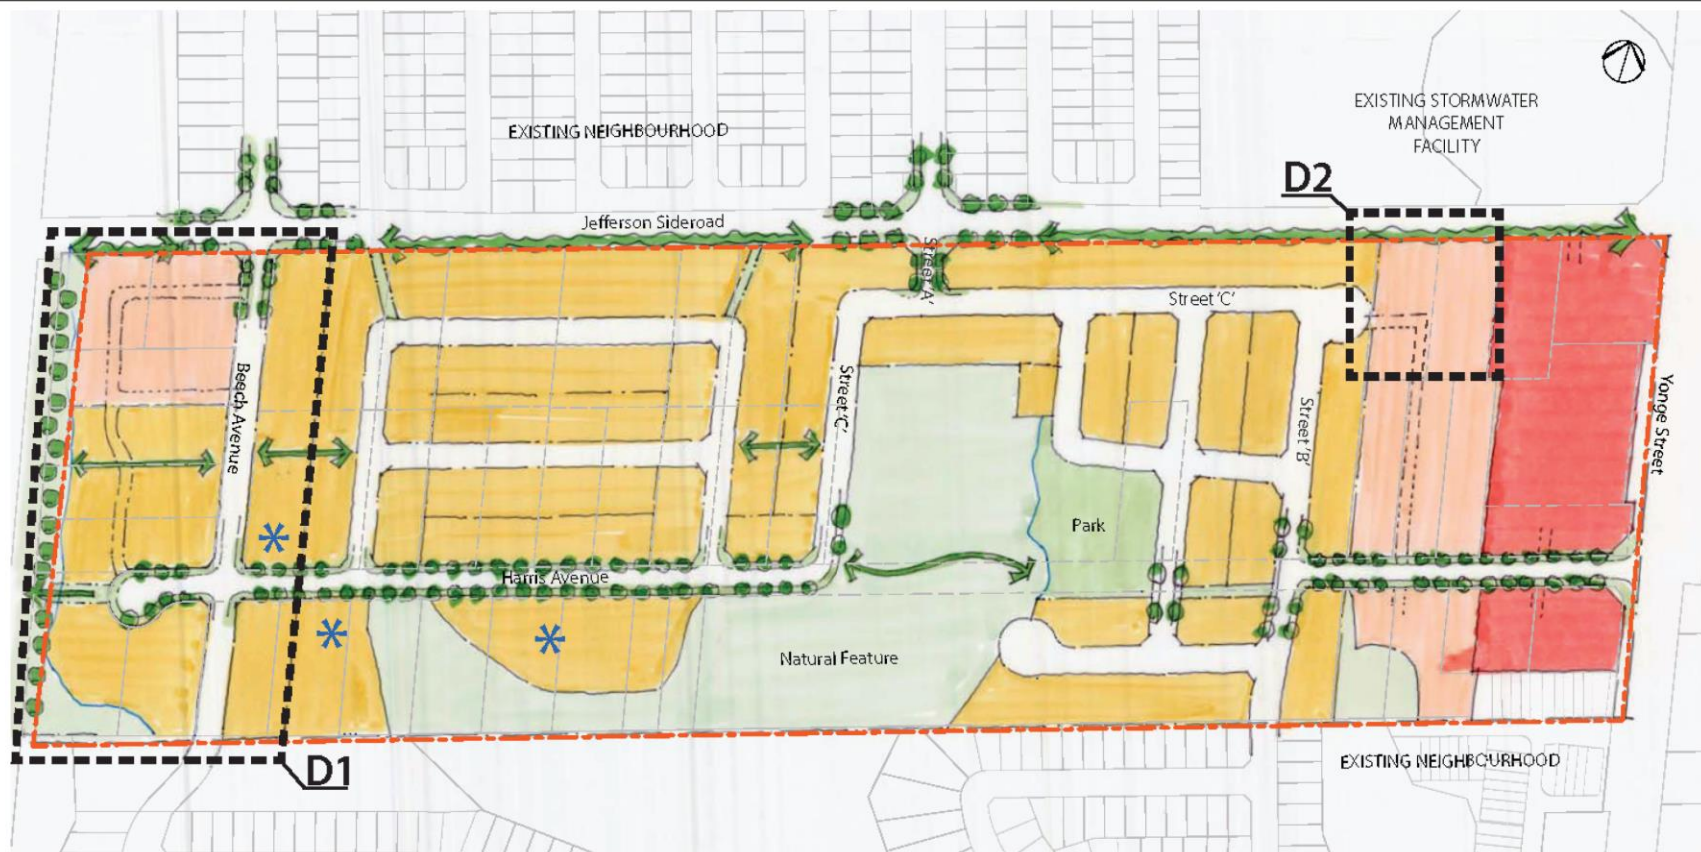 EXISTING NEIGHBOURHOOD
EXISTING STORMWATER
MANAGEMENT
FACILITY
D2
Jefferson Sideroad
Street 'A'
Street 'C'
Beech Avenue
Street 'C'
Street 'B'
Yonge Street
Park
Harris Avenue
Natural Feature
D1
EXISTING NEIGHBOURHOOD